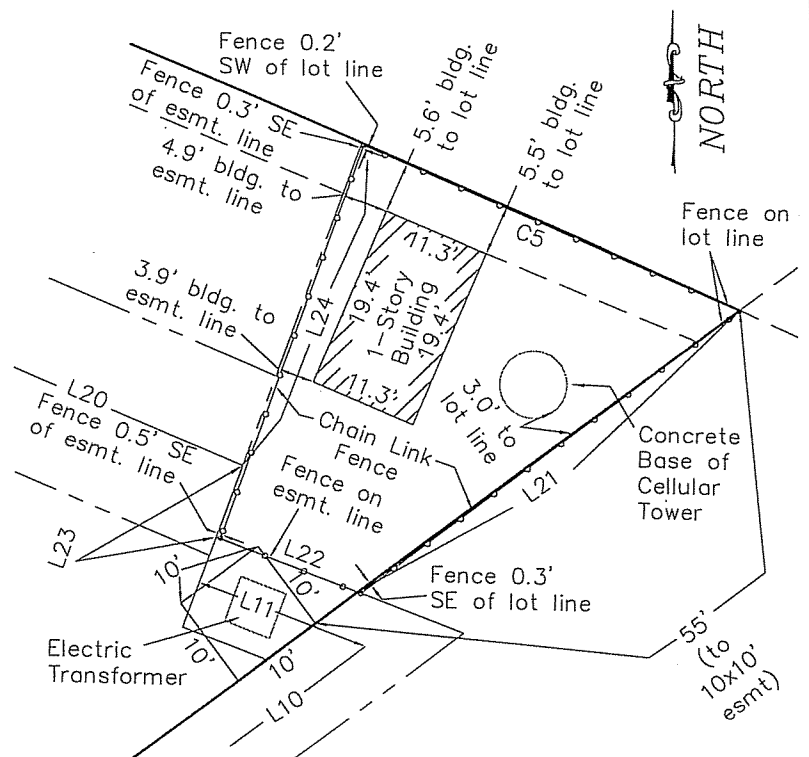 Fence 0.2'
SW of lot line
Fence 0.3' SE
of esmt. line
4.9' bldg. to
esmt. line
5.6' bldg.
to lot line
5.5' bldg.
to lot line
NORTH
C5
Fence on
lot line
11.3'
19.4'
1-Story
Building
19.4'
11.3'
L24
3.9' bldg. to
esmt. line
L20
Fence 0.5' SE
of esmt. line
Chain Link
Fence
Fence on
esmt. line
3.0' to
lot line
Concrete
Base of
Cellular
Tower
L21
L23
L22
10'
10'
L11
Fence 0.3'
SE of lot line
Electric
Transformer
10'
10'
L10
55'
(to
10x10'
esmt)